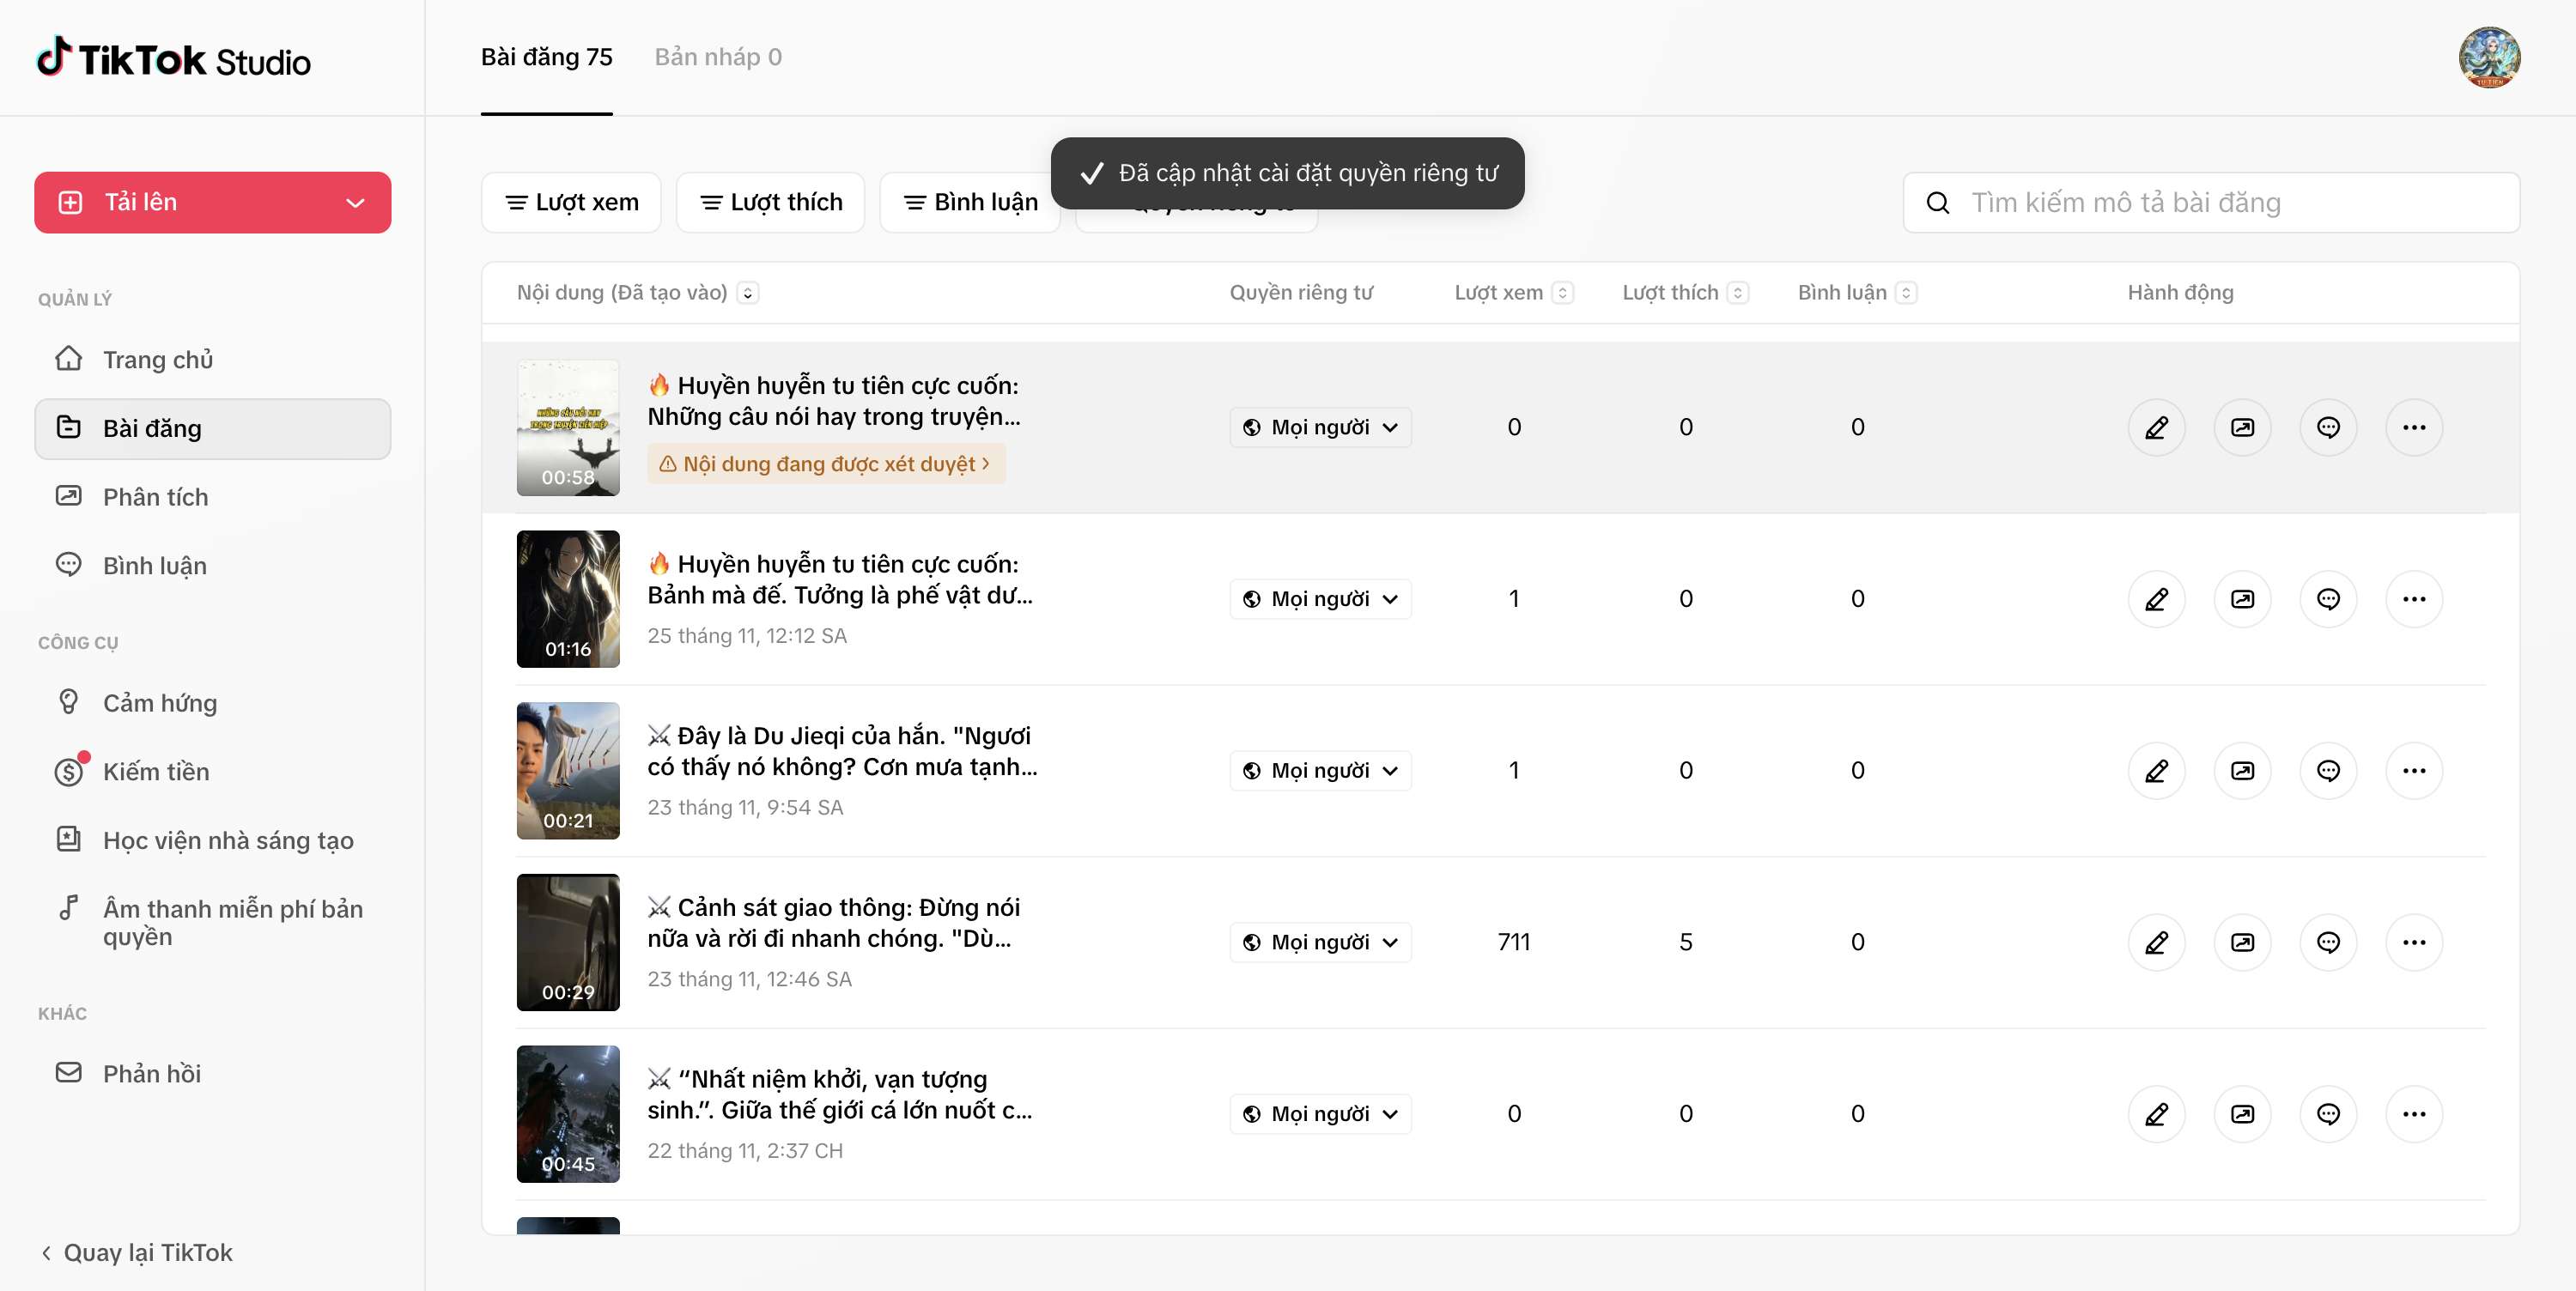 TikTok Studio
Bài đăng 75
Bản nháp 0
Đã cập nhật cài đặt quyền riêng tư
Tải lên
Lượt xem
Lượt thích
Bình luận
Tìm kiếm mô tả bài đăng
QUẢN LÝ
Trang chủ
Bài đăng
Phân tích
Bình luận
CÔNG CỤ
Cảm hứng
Kiếm tiền
Học viện nhà sáng tạo
Âm thanh miễn phí bản
quyền
KHÁC
Phản hồi
Quay lại TikTok
Nội dung (Đã tạo vào)
Quyền riêng tư
Lượt xem
Lượt thích
Bình luận
Hành động
NHỮNG CÂU NÓI HAY
TRONG TRUYỆN TIÊN HIỆP
00:58
🔥 Huyền huyễn tu tiên cực cuốn:
Những câu nói hay trong truyện...
Nội dung đang được xét duyệt
Mọi người
0
0
0
01:16
🔥 Huyền huyễn tu tiên cực cuốn:
Bảnh mà đế. Tưởng là phế vật dư...
25 tháng 11, 12:12 SA
Mọi người
1
0
0
00:21
⚔ Đây là Du Jieqi của hắn. "Ngươi
có thấy nó không? Cơn mưa tạnh...
23 tháng 11, 9:54 SA
Mọi người
1
0
0
00:29
⚔ Cảnh sát giao thông: Đừng nói
nữa và rời đi nhanh chóng. "Dù...
23 tháng 11, 12:46 SA
Mọi người
711
5
0
00:45
⚔ “Nhất niệm khởi, vạn tượng
sinh.”. Giữa thế giới cá lớn nuốt c...
22 tháng 11, 2:37 CH
Mọi người
0
0
0